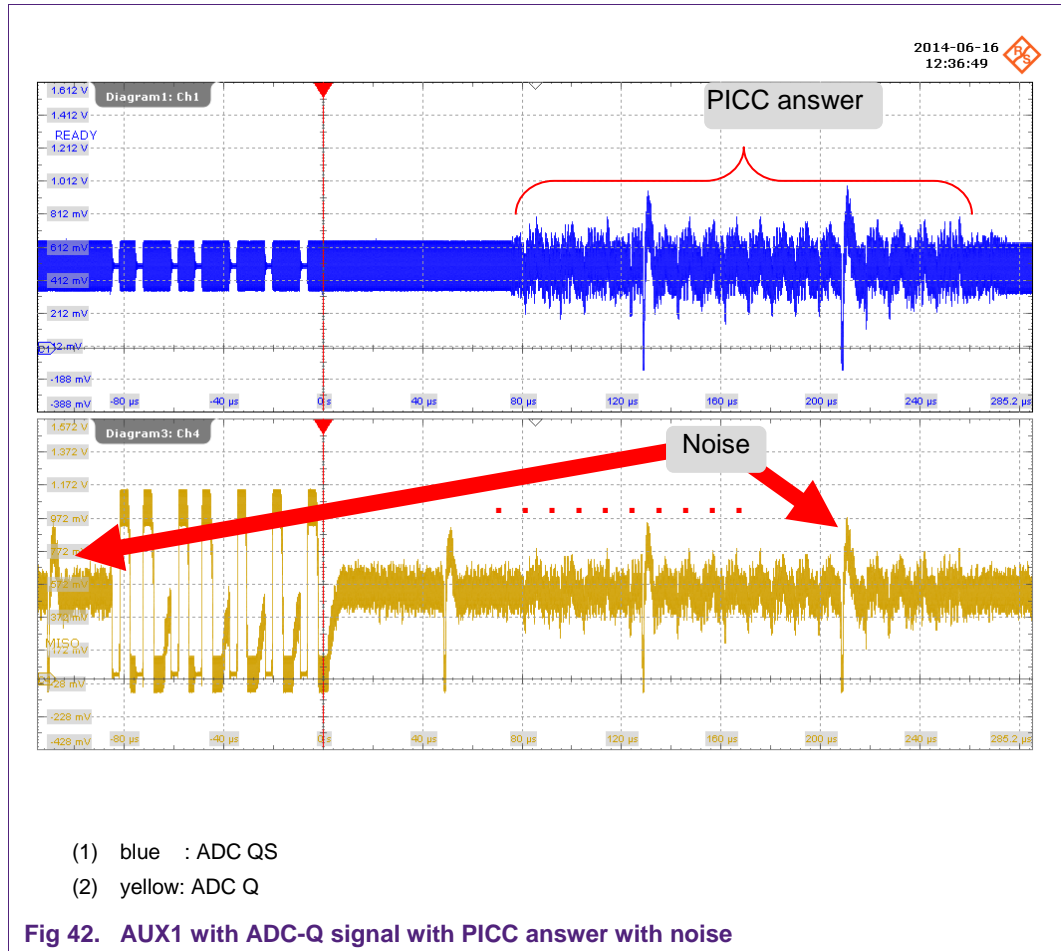 2014-06-16
12:36:49
R S
Diagram1: Ch1
1.612 V
1.412 V
READY
1.212 V
1.012 V
812 mV
612 mV
412 mV
212 mV
-188 mV
-388 mV
PICC answer
-80 µs -40 µs 0 s 40 µs 80 µs 120 µs 160 µs 200 µs 240 µs 285.2 µs
Diagram3: Ch4
1.572 V
1.372 V
1.172 V
972 mV
Noise
MISO
172 mV
-228 mV
-428 mV
-80 µs -40 µs 0 s 40 µs 80 µs 120 µs 160 µs 200 µs 240 µs 285.2 µs
(1) blue : ADC QS
(2) yellow: ADC Q
Fig 42. AUX1 with ADC-Q signal with PICC answer with noise